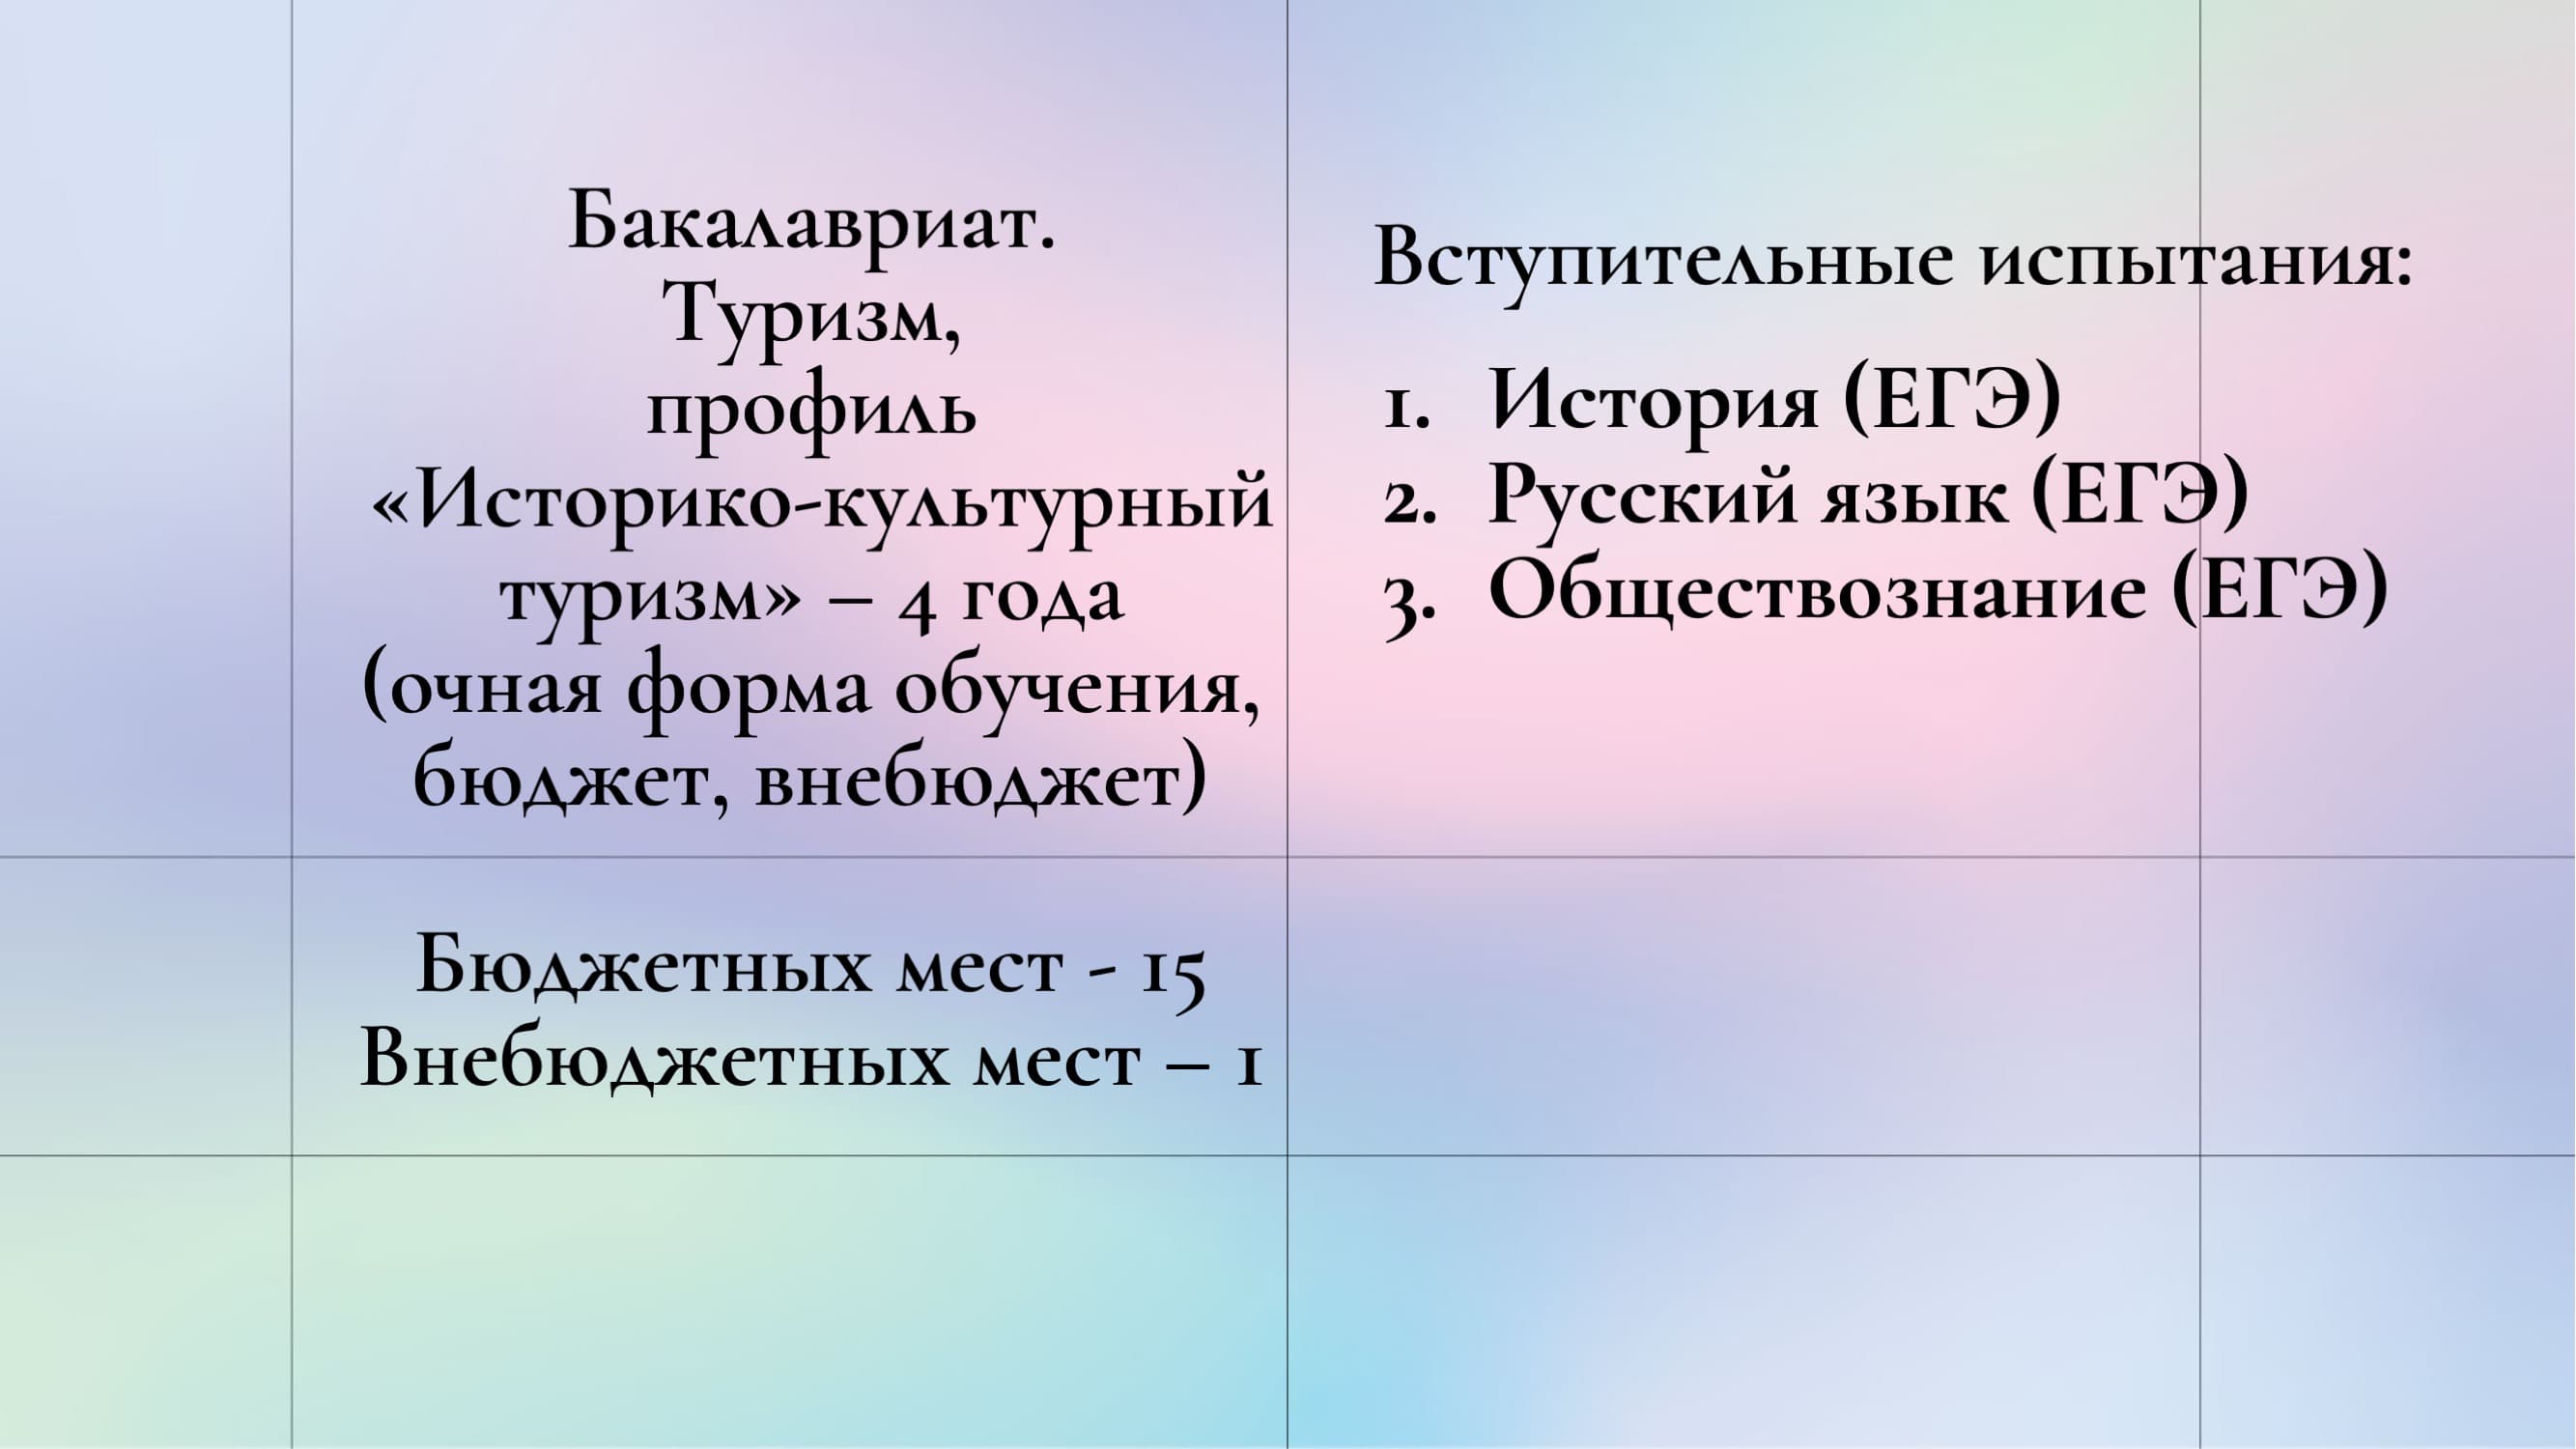 Бакалавриат.
Туризм,
профиль
«Историко-культурный
туризм» – 4 года
(очная форма обучения,
бюджет, внебюджет)
Бюджетных мест - 15
Внебюджетных мест – 1
Вступительные испытания:
1. История (ЕГЭ)
2. Русский язык (ЕГЭ)
3. Обществознание (ЕГЭ)